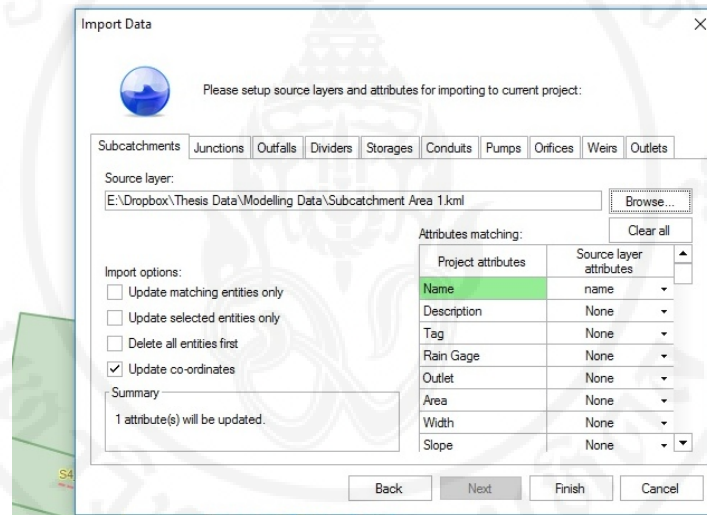 Import Data
Please setup source layers and attributes for importing to current project:
Subcatchments Junctions Outfalls Dividers Storages Conduits Pumps Orifices Weirs Outlets
Source layer:
E:\Dropbox\Thesis Data\Modelling Data\Subcatchment Area 1.kml Browse...
Clear all
Attributes matching:
Project attributes Source layer attributes
Import options:
Name name
Update matching entities only
Description None
Update selected entities only
Tag None
Delete all entities first
Rain Gage None
Update co-ordinates
Outlet None
Summary
Area None
1 attribute(s) will be updated.
Width None
Slope None
S4
Back Next Finish Cancel